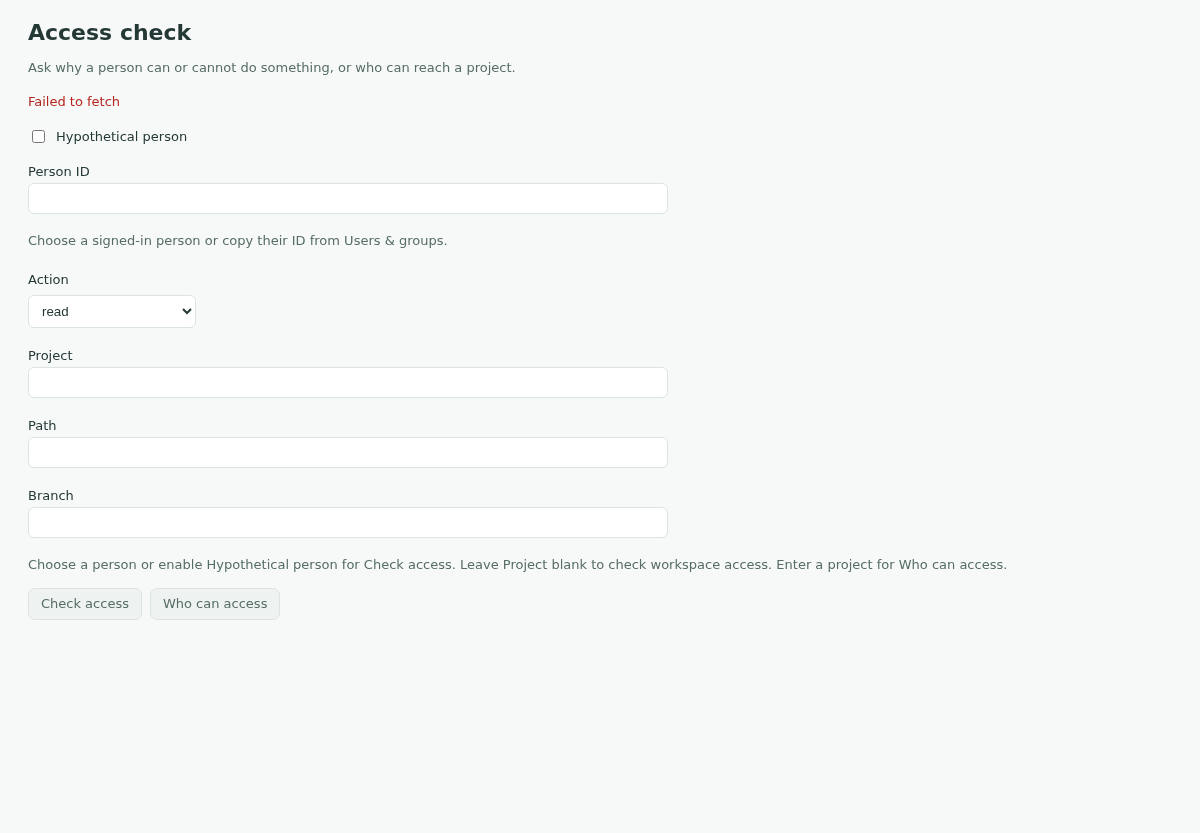 Access check
Ask why a person can or cannot do something, or who can reach a project.
Failed to fetch
Hypothetical person
Person ID
Choose a signed-in person or copy their ID from Users & groups.
Action
read
Project
Path
Branch
Choose a person or enable Hypothetical person for Check access. Leave Project blank to check workspace access. Enter a project for Who can access.
Check access
Who can access